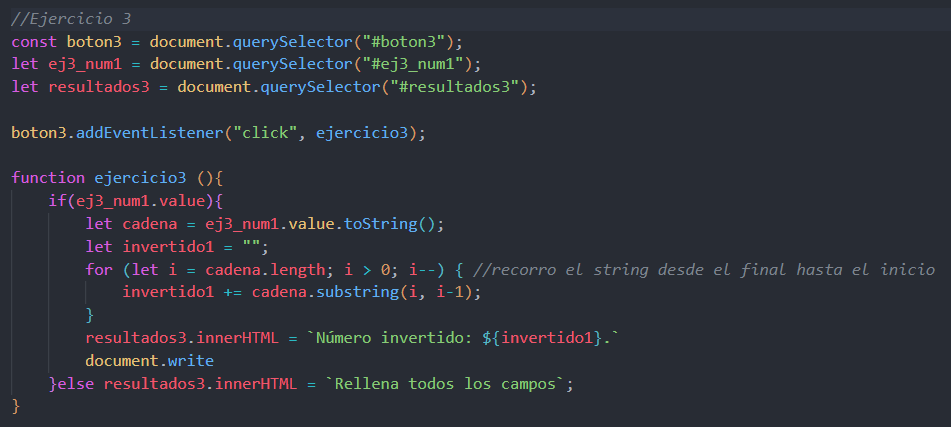 //Ejercicio 3
const boton3 = document.querySelector("#boton3");
let ej3_num1 = document.querySelector("#ej3_num1");
let resultados3 = document.querySelector("#resultados3");
boton3.addEventListener("click", ejercicio3);
function ejercicio3 (){
if(ej3_num1.value){
let cadena = ej3_num1.value.toString();
let invertido1 = "";
for (let i = cadena.length; i > 0; i--) { //recorro el string desde el final hasta el inicio
invertido1 += cadena.substring(i, i-1);
}
resultados3.innerHTML = `Número invertido: ${invertido1}.`
document.write
}else resultados3.innerHTML = `Rellena todos los campos`;
}